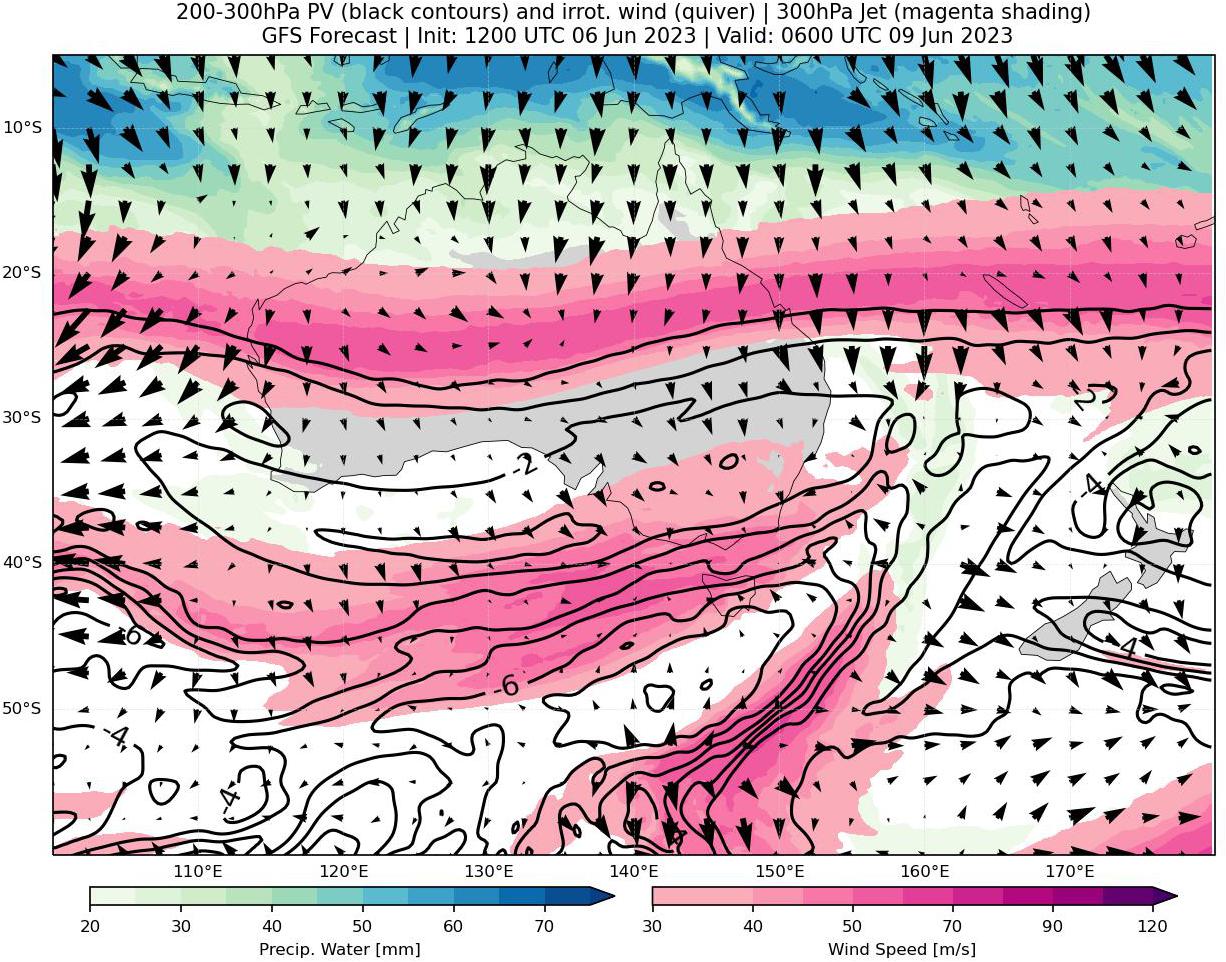 200-300hPa PV (black contours) and irrot. wind (quiver) | 300hPa Jet (magenta shading)
GFS Forecast | Init: 1200 UTC 06 Jun 2023 | Valid: 0600 UTC 09 Jun 2023
10°S
20°S
30°S
40°S
50°S
-2
-2
-4
-6
-4
-6
-4
-4
110°E 120°E 130°E 140°E 150°E 160°E 170°E
20 30 40 50 60 70
30 40 50 70 90 120
Precip. Water [mm]
Wind Speed [m/s]